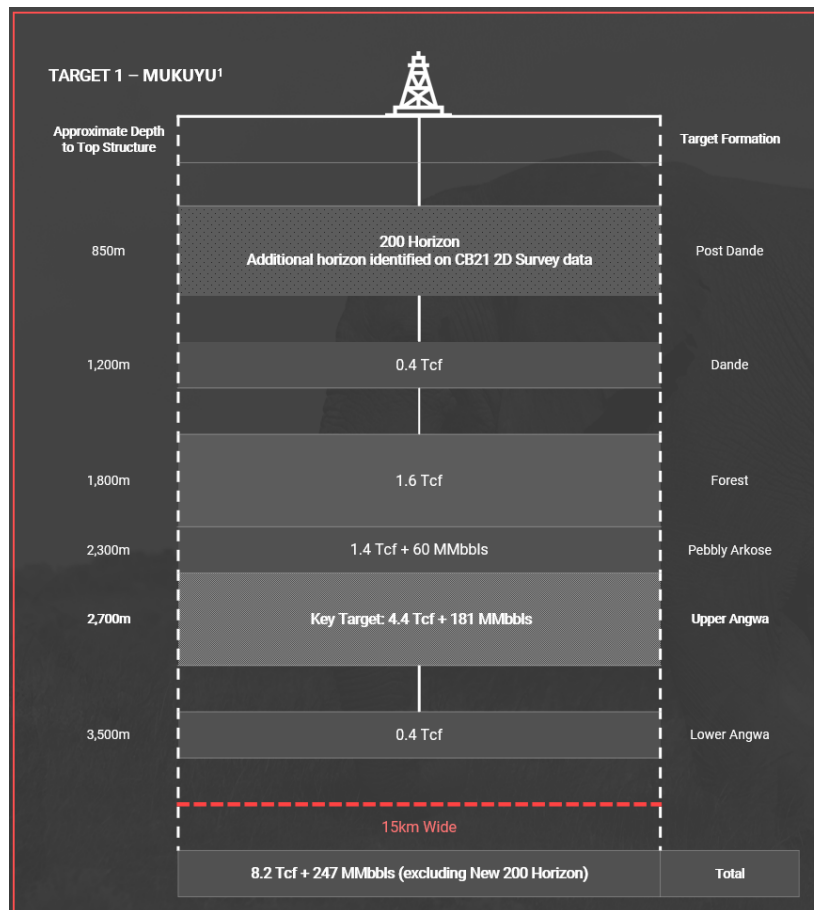 TARGET 1 – MUKUYU¹
Approximate Depth
to Top Structure
Target Formation
850m
200 Horizon
Additional horizon identified on CB21 2D Survey data
Post Dande
1,200m
0.4 Tcf
Dande
1,800m
1.6 Tcf
Forest
2,300m
1.4 Tcf + 60 MMbbls
Pebbly Arkose
2,700m
Key Target: 4.4 Tcf + 181 MMbbls
Upper Angwa
3,500m
0.4 Tcf
Lower Angwa
15km Wide
8.2 Tcf + 247 MMbbls (excluding New 200 Horizon)
Total